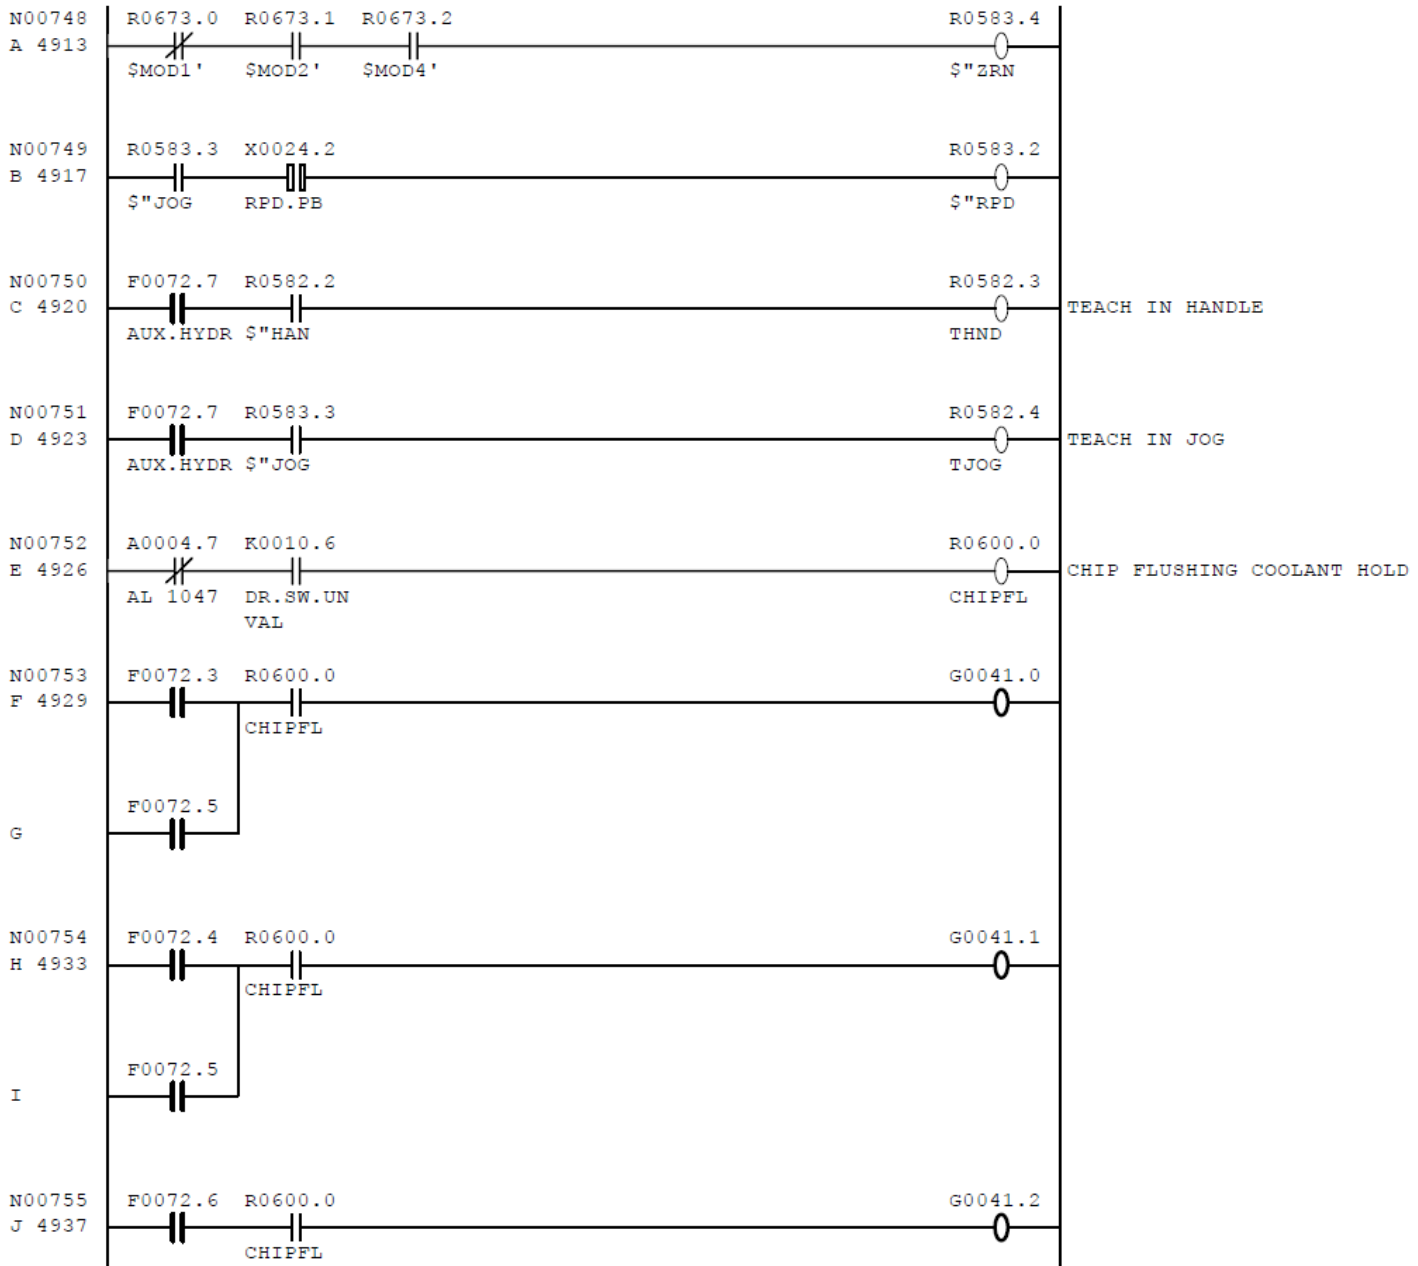 N00748 R0673.0 R0673.1 R0673.2 R0583.4
A 4913
$MOD1' $MOD2' $MOD4' $"ZRN
N00749 R0583.3 X0024.2 R0583.2
B 4917
$"JOG RPD.PB $"RPD
N00750 F0072.7 R0582.2 R0582.3
C 4920 TEACH IN HANDLE
AUX.HYDR $"HAN THND
N00751 F0072.7 R0583.3 R0582.4
D 4923 TEACH IN JOG
AUX.HYDR $"JOG TJOG
N00752 A0004.7 K0010.6 R0600.0
E 4926 CHIP FLUSHING COOLANT HOLD
AL 1047 DR.SW.UN CHIPFL
VAL
N00753 F0072.3 R0600.0 G0041.0
F 4929
CHIPFL
F0072.5
G
N00754 F0072.4 R0600.0 G0041.1
H 4933
CHIPFL
F0072.5
I
N00755 F0072.6 R0600.0 G0041.2
J 4937
CHIPFL